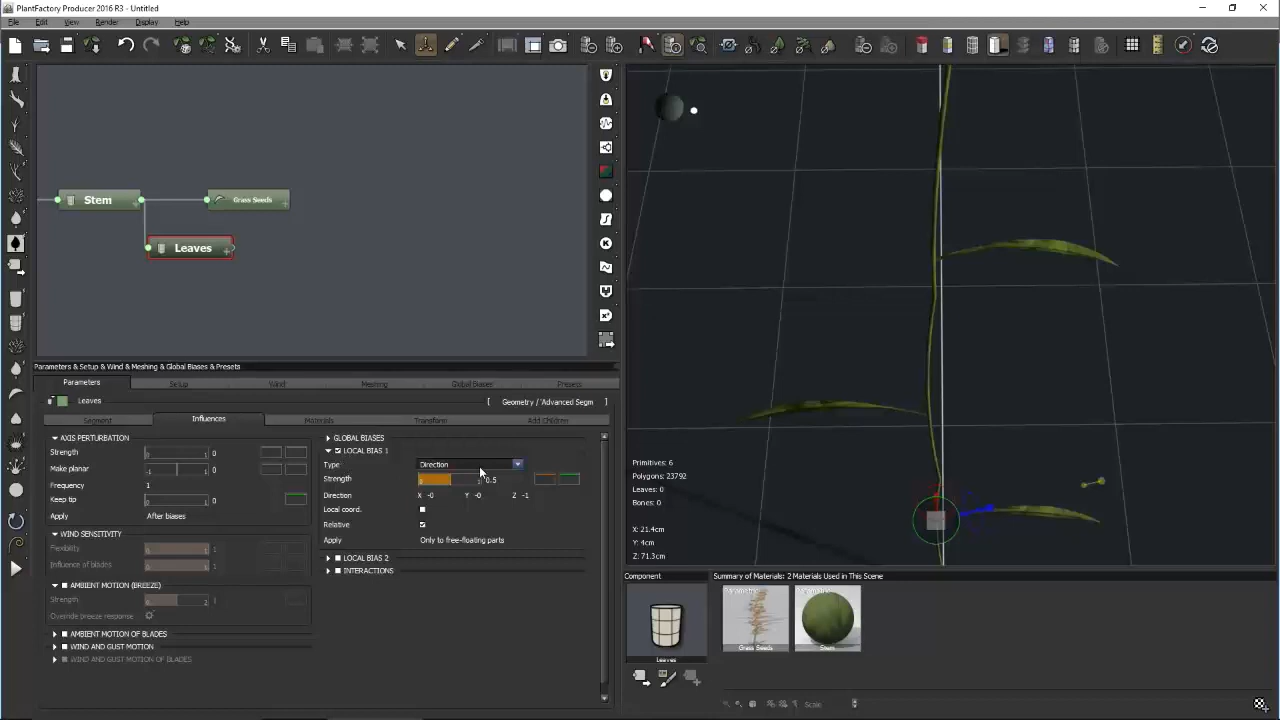 PlantFactory Producer 2016 R3 - Untitled
File Edit View Render Display Help
Stem
Grass Seeds
Leaves
Parameters & Setup & Wind & Meshing & Global Biases & Presets
Parameters Setup Wind Meshing Global Biases Presets
Leaves [ Geometry / 'Advanced Segm ]
Segment Influences Materials Transform Add Children
AXIS PERTURBATION
Strength 0
Make planar 0
Frequency 1
Keep tip 0
Apply After biases
WIND SENSITIVITY
Flexibility
Influence of blades
AMBIENT MOTION (BREEZE)
Strength
Override breeze response
AMBIENT MOTION OF BLADES
WIND AND GUST MOTION
WIND AND GUST MOTION OF BLADES
GLOBAL BIASES
LOCAL BIAS 1
Type Direction
Strength 0.5
Direction X -0 Y -0 Z -1
Local coord.
Relative
Apply Only to free-floating parts
LOCAL BIAS 2
INTERACTIONS
Primitives: 6
Polygons: 23792
Leaves: 0
Bones: 0
X: 21.4cm
Y: 4cm
Z: 71.3cm
Component
Leaves
Summary of Materials: 2 Materials Used in This Scene
Grass Seeds
Stem
Scale